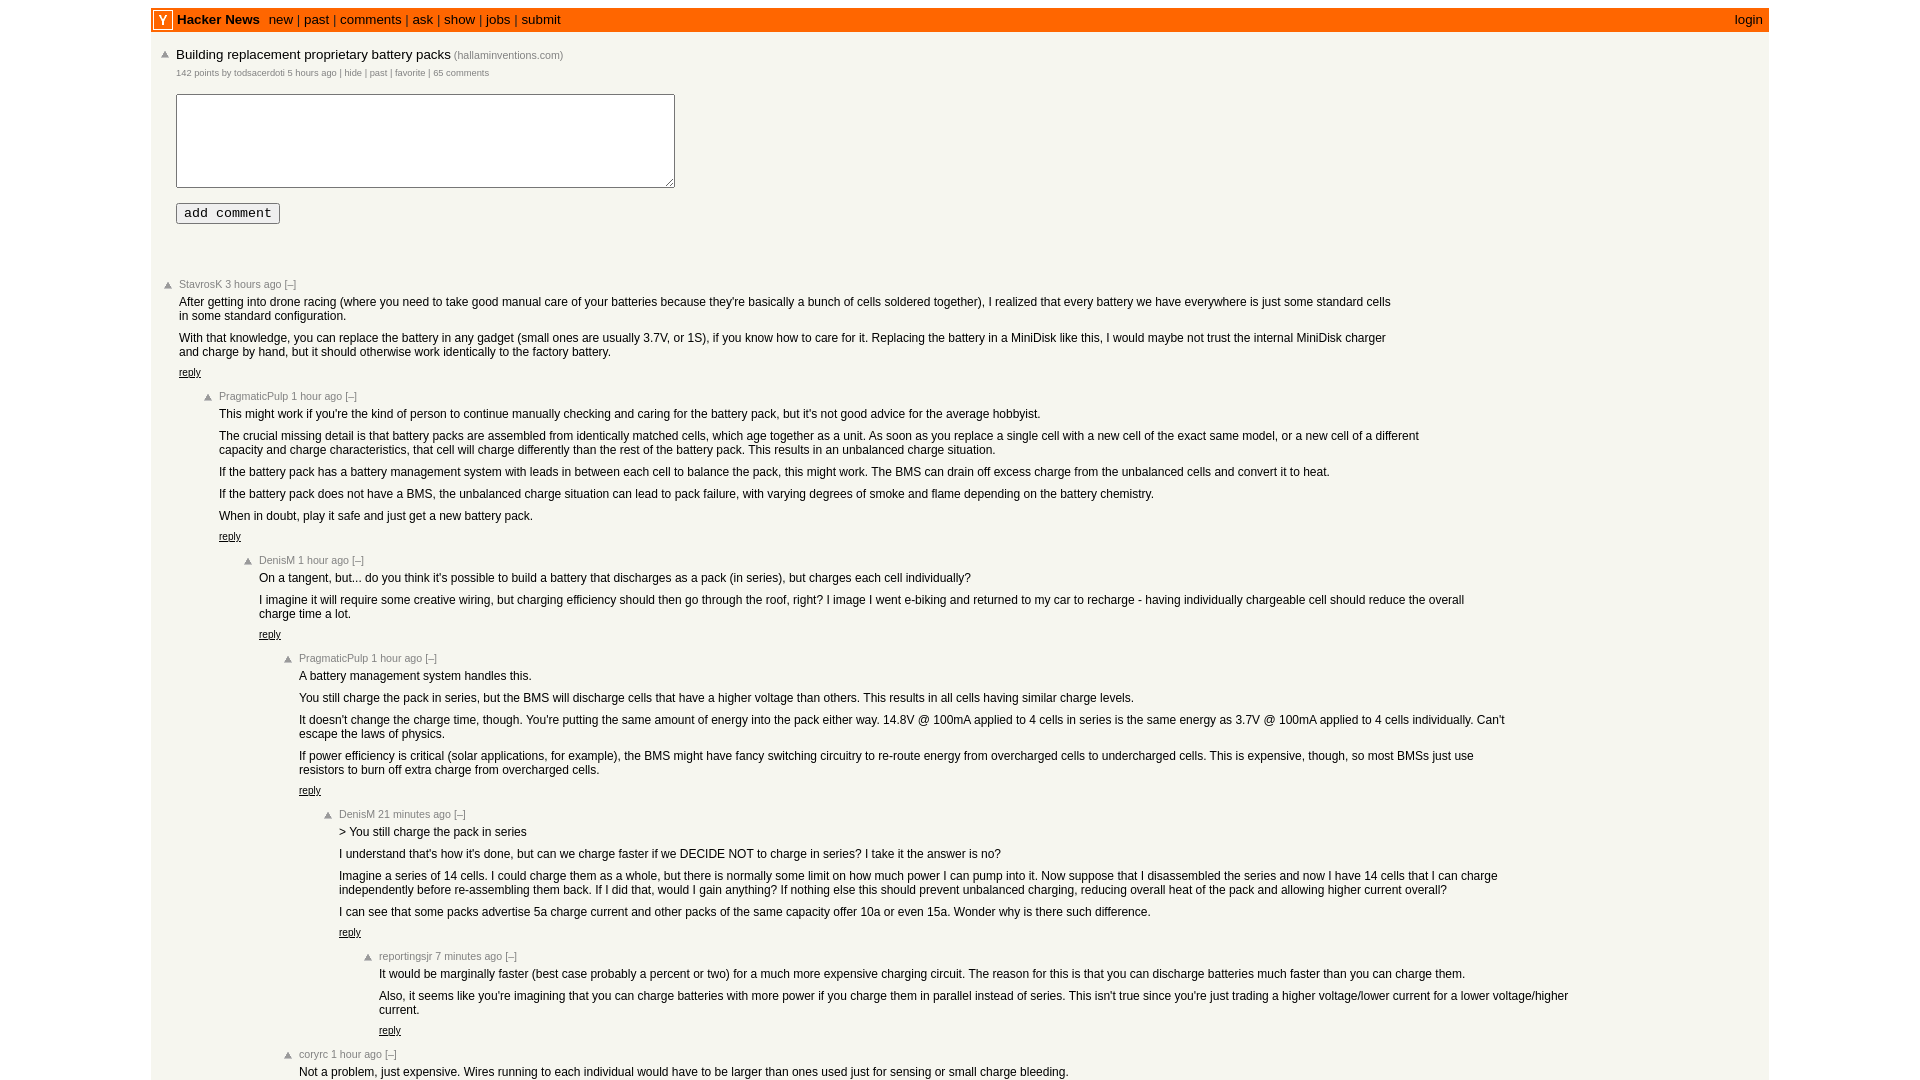 Y Hacker News new | past | comments | ask | show | jobs | submit login
Building replacement proprietary battery packs (hallaminventions.com)
142 points by todsacerdoti 5 hours ago | hide | past | favorite | 65 comments
add comment
StavrosK 3 hours ago [–]
After getting into drone racing (where you need to take good manual care of your batteries because they're basically a bunch of cells soldered together), I realized that every battery we have everywhere is just some standard cells
in some standard configuration.
With that knowledge, you can replace the battery in any gadget (small ones are usually 3.7V, or 1S), if you know how to care for it. Replacing the battery in a MiniDisk like this, I would maybe not trust the internal MiniDisk charger
and charge by hand, but it should otherwise work identically to the factory battery.
reply
PragmaticPulp 1 hour ago [–]
This might work if you're the kind of person to continue manually checking and caring for the battery pack, but it's not good advice for the average hobbyist.
The crucial missing detail is that battery packs are assembled from identically matched cells, which age together as a unit. As soon as you replace a single cell with a new cell of the exact same model, or a new cell of a different
capacity and charge characteristics, that cell will charge differently than the rest of the battery pack. This results in an unbalanced charge situation.
If the battery pack has a battery management system with leads in between each cell to balance the pack, this might work. The BMS can drain off excess charge from the unbalanced cells and convert it to heat.
If the battery pack does not have a BMS, the unbalanced charge situation can lead to pack failure, with varying degrees of smoke and flame depending on the battery chemistry.
When in doubt, play it safe and just get a new battery pack.
reply
DenisM 1 hour ago [–]
On a tangent, but... do you think it's possible to build a battery that discharges as a pack (in series), but charges each cell individually?
I imagine it will require some creative wiring, but charging efficiency should then go through the roof, right? I image I went e-biking and returned to my car to recharge - having individually chargeable cell should reduce the overall
charge time a lot.
reply
PragmaticPulp 1 hour ago [–]
A battery management system handles this.
You still charge the pack in series, but the BMS will discharge cells that have a higher voltage than others. This results in all cells having similar charge levels.
It doesn't change the charge time, though. You're putting the same amount of energy into the pack either way. 14.8V @ 100mA applied to 4 cells in series is the same energy as 3.7V @ 100mA applied to 4 cells individually. Can't
escape the laws of physics.
If power efficiency is critical (solar applications, for example), the BMS might have fancy switching circuitry to re-route energy from overcharged cells to undercharged cells. This is expensive, though, so most BMSs just use
resistors to burn off extra charge from overcharged cells.
reply
DenisM 21 minutes ago [–]
> You still charge the pack in series
I understand that's how it's done, but can we charge faster if we DECIDE NOT to charge in series? I take it the answer is no?
Imagine a series of 14 cells. I could charge them as a whole, but there is normally some limit on how much power I can pump into it. Now suppose that I disassembled the series and now I have 14 cells that I can charge
independently before re-assembling them back. If I did that, would I gain anything? If nothing else this should prevent unbalanced charging, reducing overall heat of the pack and allowing higher current overall?
I can see that some packs advertise 5a charge current and other packs of the same capacity offer 10a or even 15a. Wonder why is there such difference.
reply
reportingsjr 7 minutes ago [–]
It would be marginally faster (best case probably a percent or two) for a much more expensive charging circuit. The reason for this is that you can discharge batteries much faster than you can charge them.
Also, it seems like you're imagining that you can charge batteries with more power if you charge them in parallel instead of series. This isn't true since you're just trading a higher voltage/lower current for a lower voltage/higher
current.
reply
coryrc 1 hour ago [–]
Not a problem, just expensive. Wires running to each individual would have to be larger than ones used just for sensing or small charge bleeding.